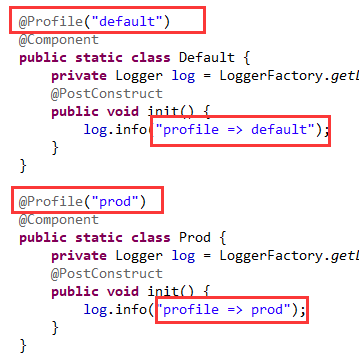 @Profile("default")
@Component
public static class Default {
    private Logger log = LoggerFactory.getL
    @PostConstruct
    public void init() {
        log.info("profile => default");
    }
}
@Profile("prod")
@Component
public static class Prod {
    private Logger log = LoggerFactory.get
    @PostConstruct
    public void init() {
        log.info("profile => prod");
    }
}